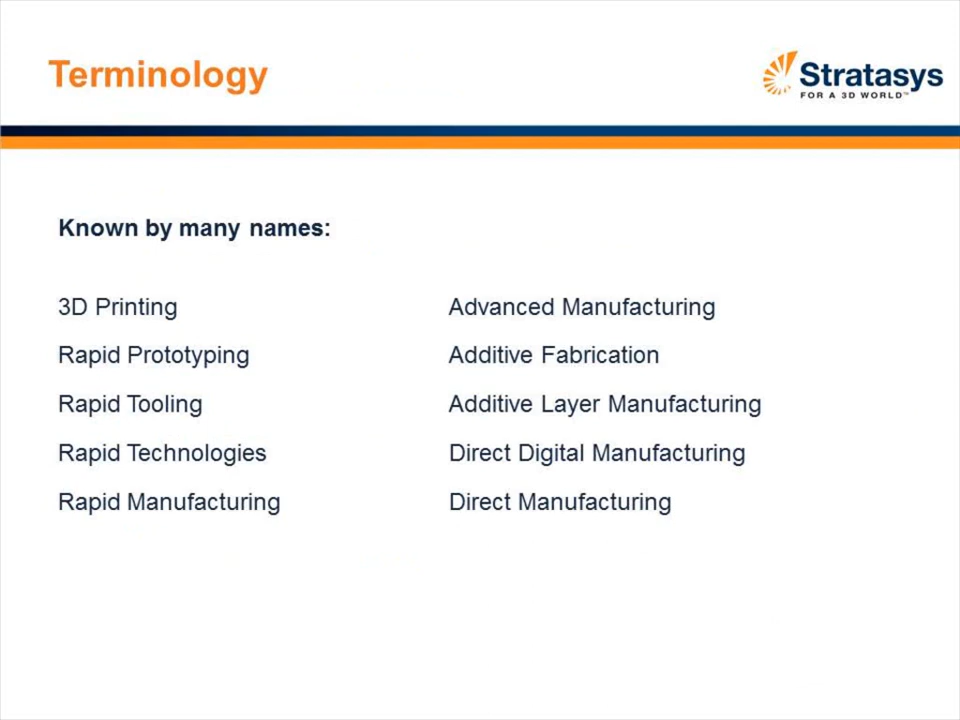 Terminology
Stratasys
FOR A 3D WORLD™
Known by many names:
3D Printing
Rapid Prototyping
Rapid Tooling
Rapid Technologies
Rapid Manufacturing
Advanced Manufacturing
Additive Fabrication
Additive Layer Manufacturing
Direct Digital Manufacturing
Direct Manufacturing